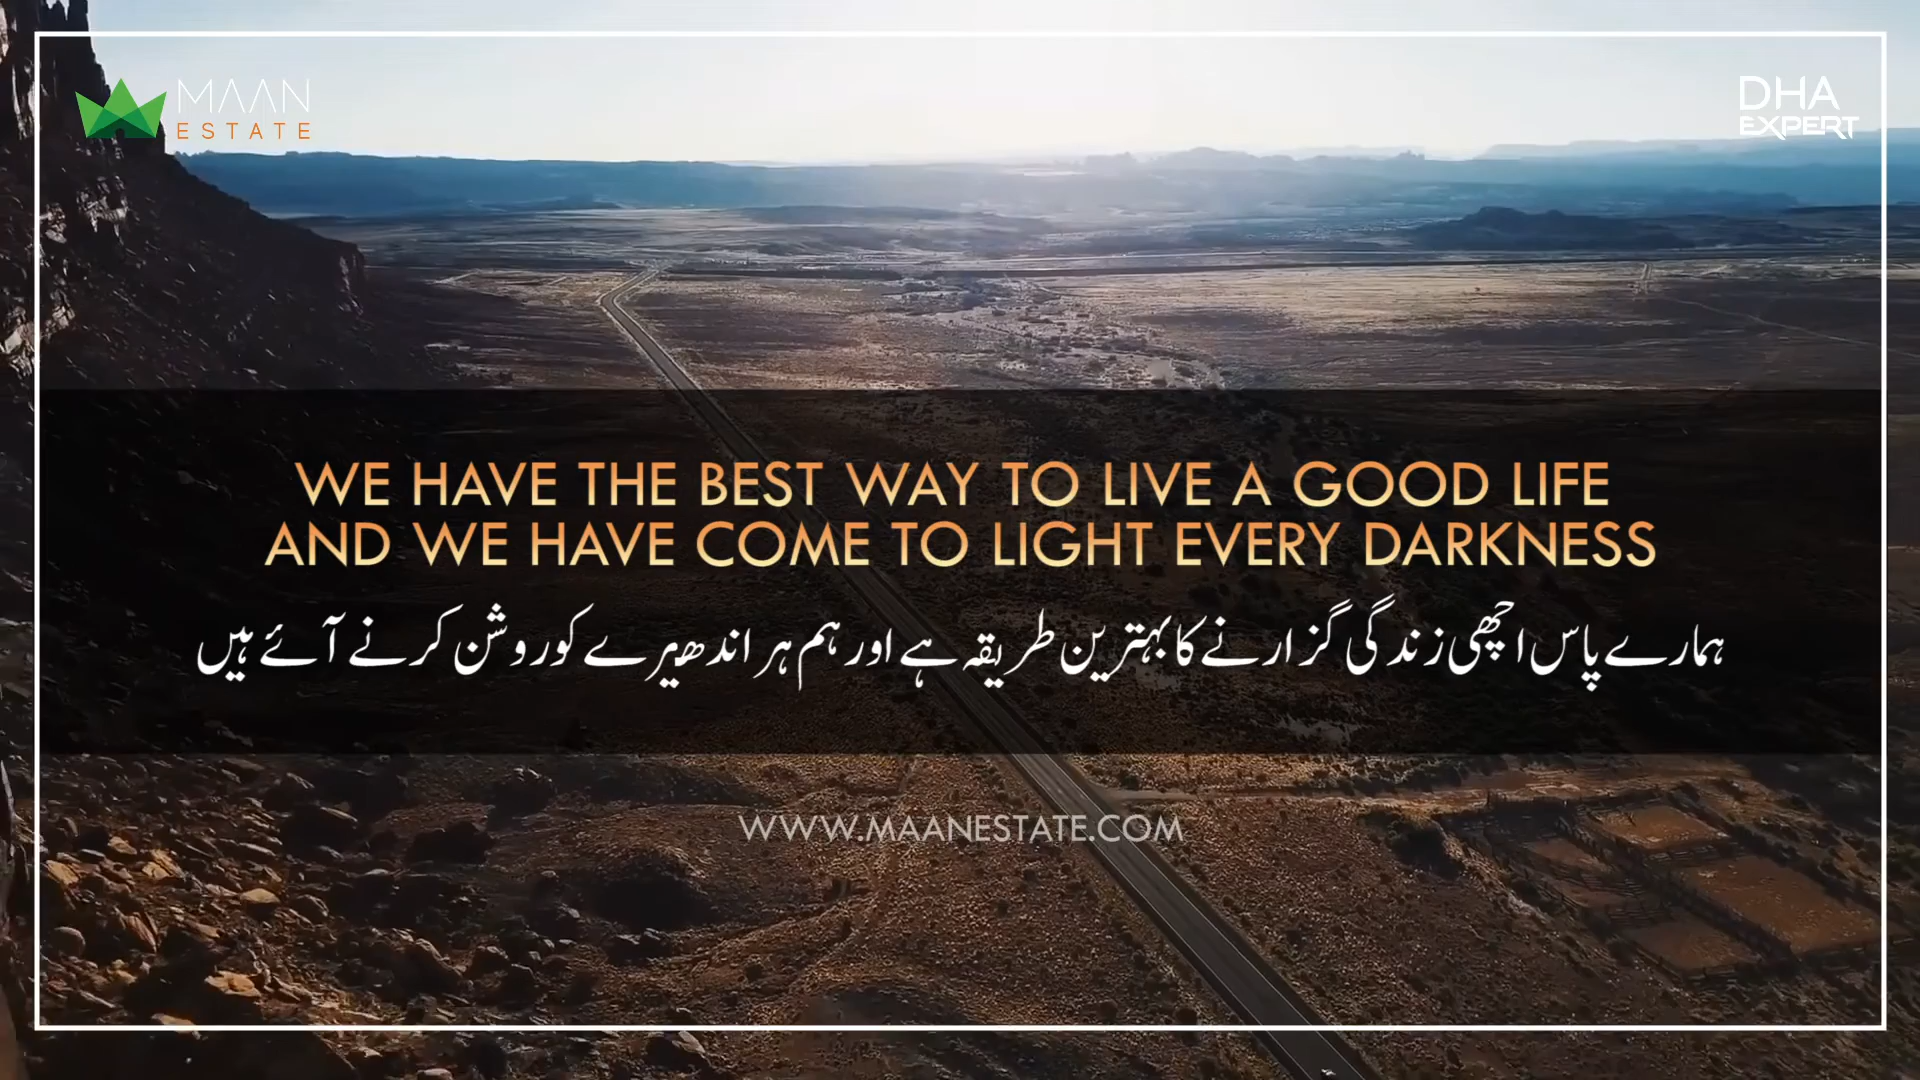 MAAN
ESTATE
DHA
EXPERT
WE HAVE THE BEST WAY TO LIVE A GOOD LIFE
AND WE HAVE COME TO LIGHT EVERY DARKNESS
ہمارے پاس اچھی زندگی گزارنے کا بہترین طریقہ ہے اور ہم ہر اندھیرے کو روشن کرنے آئے ہیں
WWW.MAANESTATE.COM